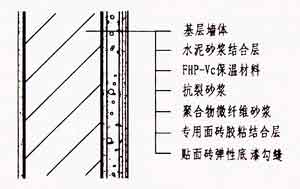 基层墙体
水泥砂浆结合层
FHP-Vc保温材料
抗裂砂浆
聚合物微纤维砂浆
专用面砖胶粘结合层
贴面砖弹性底漆勾缝